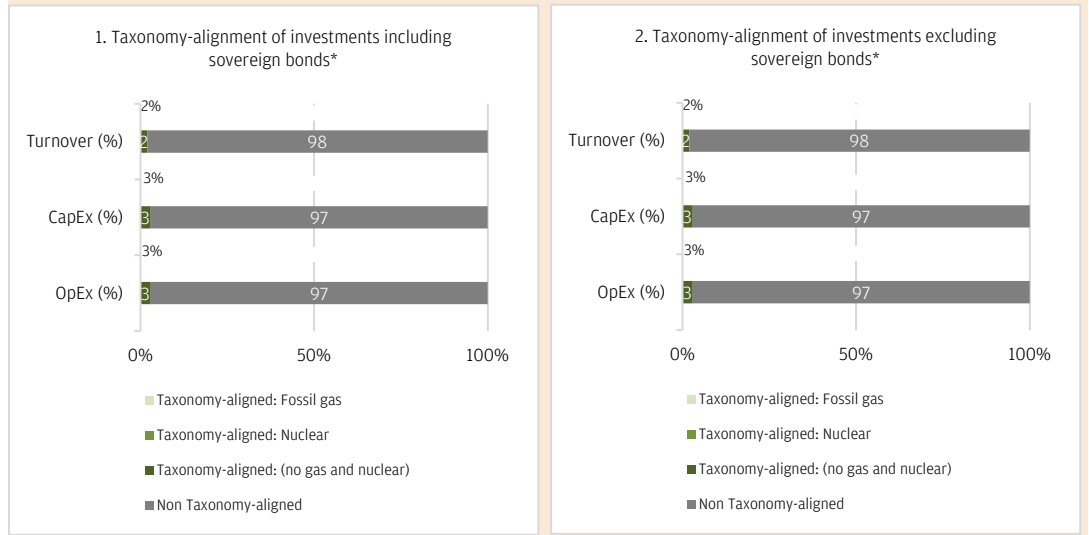 1. Taxonomy-alignment of investments including
sovereign bonds*
2%
Turnover (%) 2 98
3%
CapEx (%) 3 97
3%
OpEx (%) 3 97
0% 50% 100%
Taxonomy-aligned: Fossil gas
Taxonomy-aligned: Nuclear
Taxonomy-aligned: (no gas and nuclear)
Non Taxonomy-aligned
2. Taxonomy-alignment of investments excluding
sovereign bonds*
2%
Turnover (%) 2 98
3%
CapEx (%) 3 97
3%
OpEx (%) 3 97
0% 50% 100%
Taxonomy-aligned: Fossil gas
Taxonomy-aligned: Nuclear
Taxonomy-aligned: (no gas and nuclear)
Non Taxonomy-aligned